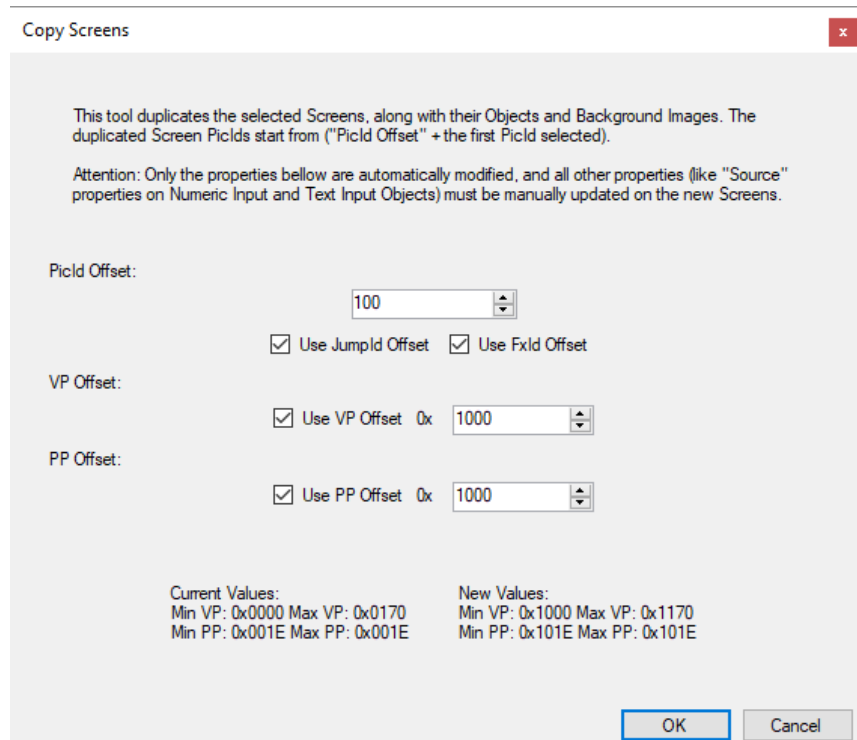 Copy Screens
x
This tool duplicates the selected Screens, along with their Objects and Background Images. The
duplicated Screen PicIds start from ("PicId Offset" + the first PicId selected).
Attention: Only the properties bellow are automatically modified, and all other properties (like "Source"
properties on Numeric Input and Text Input Objects) must be manually updated on the new Screens.
PicId Offset:
100
Use JumpId Offset Use FxId Offset
VP Offset:
Use VP Offset 0x 1000
PP Offset:
Use PP Offset 0x 1000
Current Values: New Values:
Min VP: 0x0000 Max VP: 0x0170 Min VP: 0x1000 Max VP: 0x1170
Min PP: 0x001E Max PP: 0x001E Min PP: 0x101E Max PP: 0x101E
OK Cancel